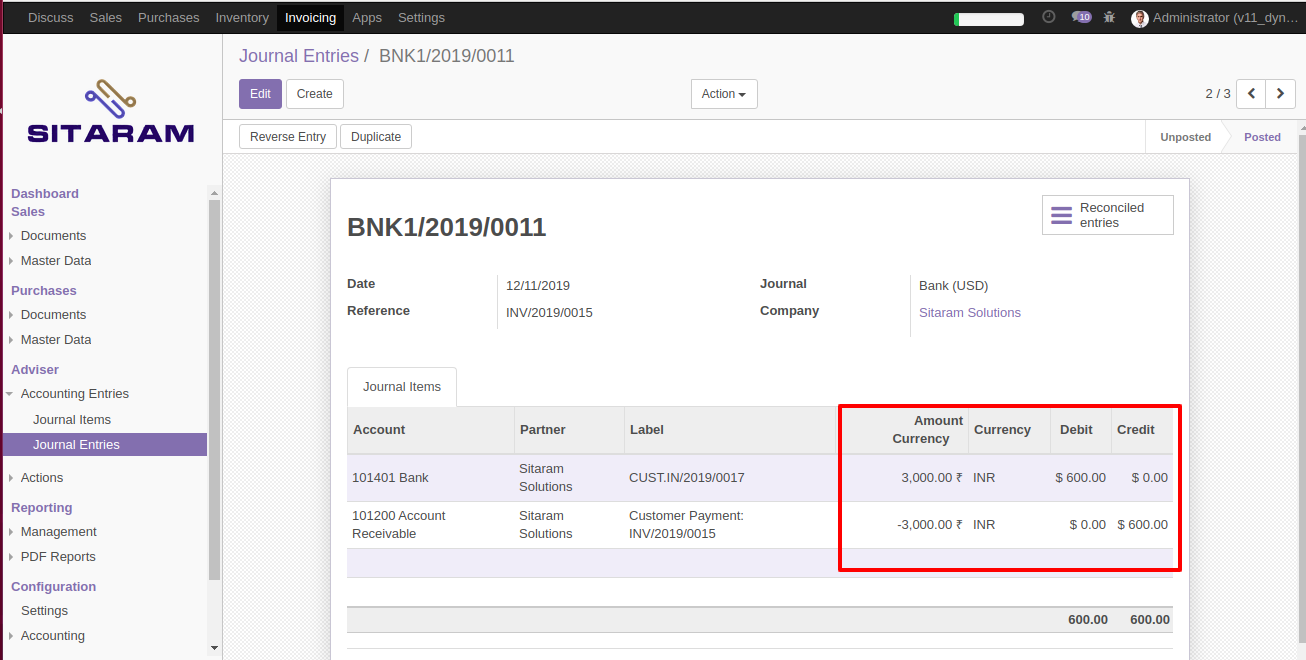 Discuss Sales Purchases Inventory Invoicing Apps Settings 10 Administrator (v11_dyn…
SITARAM
Dashboard
Sales
Documents
Master Data
Purchases
Documents
Master Data
Adviser
Accounting Entries
Journal Items
Journal Entries
Actions
Reporting
Management
PDF Reports
Configuration
Settings
Accounting
Journal Entries / BNK1/2019/0011
Edit Create Action 2 / 3
Reverse Entry Duplicate Unposted Posted
Reconciled
entries
BNK1/2019/0011
Date 12/11/2019 Journal Bank (USD)
Reference INV/2019/0015 Company Sitaram Solutions
Journal Items
Account Partner Label Amount Currency Currency Debit Credit
101401 Bank Sitaram Solutions CUST.IN/2019/0017 3,000.00 ₹ INR $ 600.00 $ 0.00
101200 Account Receivable Sitaram Solutions Customer Payment: INV/2019/0015 -3,000.00 ₹ INR $ 0.00 $ 600.00
600.00 600.00